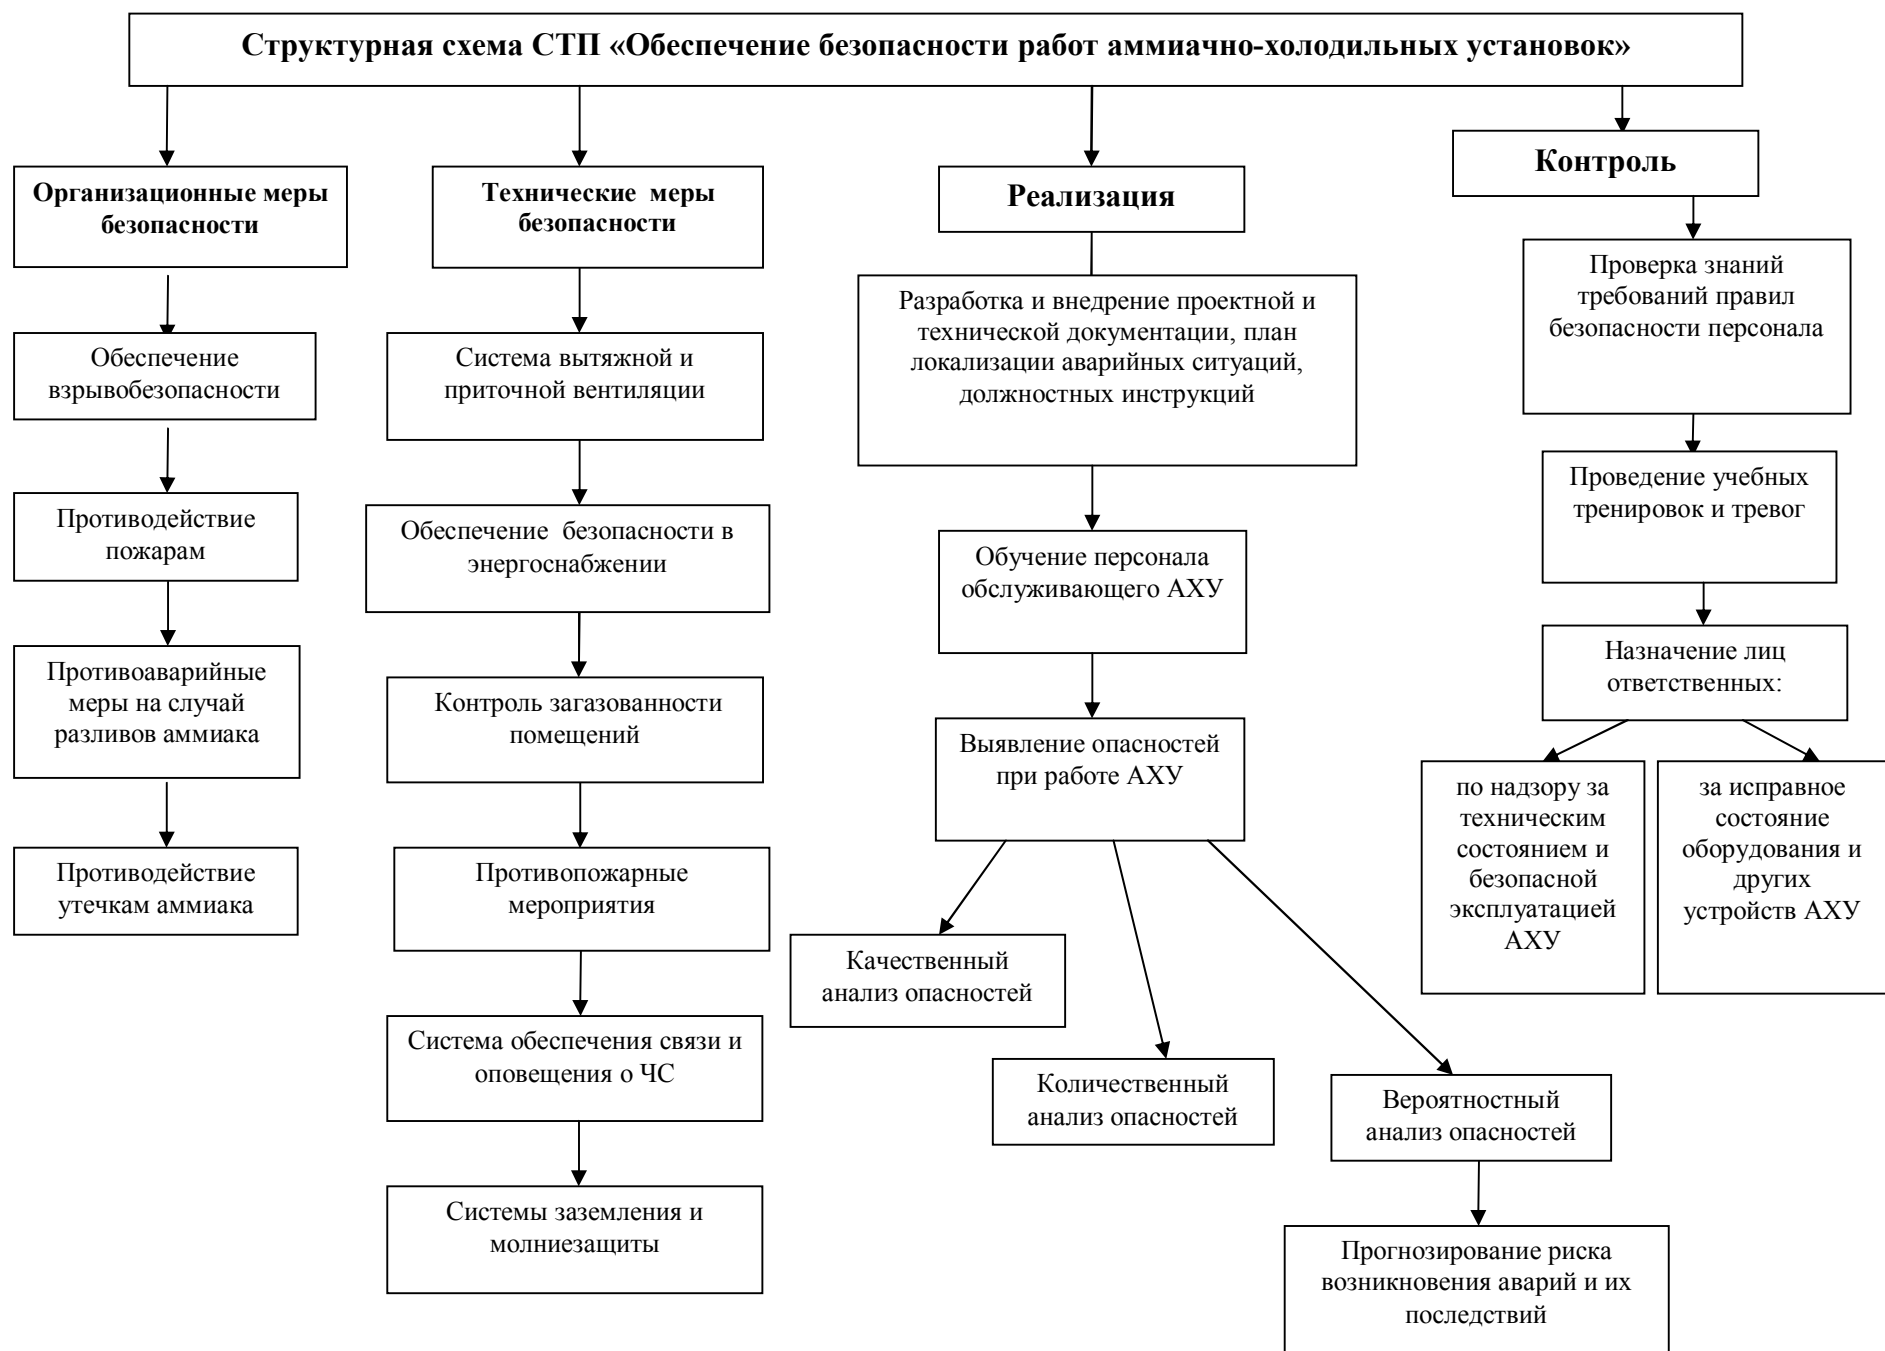 Структурная схема СТП «Обеспечение безопасности работ аммиачно-холодильных установок»
Организационные меры
безопасности
Обеспечение
взрывобезопасности
Противодействие
пожарам
Противоаварийные
меры на случай
разливов аммиака
Противодействие
утечкам аммиака
Технические меры
безопасности
Система вытяжной и
приточной вентиляции
Обеспечение безопасности в
энергоснабжении
Контроль загазованности
помещений
Противопожарные
мероприятия
Система обеспечения связи и
оповещения о ЧС
Системы заземления и
молниезащиты
Реализация
Разработка и внедрение проектной и
технической документации, план
локализации аварийных ситуаций,
должностных инструкций
Обучение персонала
обслуживающего АХУ
Выявление опасностей
при работе АХУ
Качественный
анализ опасностей
Количественный
анализ опасностей
Вероятностный
анализ опасностей
Прогнозирование риска
возникновения аварий и их
последствий
Контроль
Проверка знаний
требований правил
безопасности персонала
Проведение учебных
тренировок и тревог
Назначение лиц
ответственных:
по надзору за
техническим
состоянием и
безопасной
эксплуатацией
АХУ
за исправное
состояние
оборудования и
других
устройств АХУ